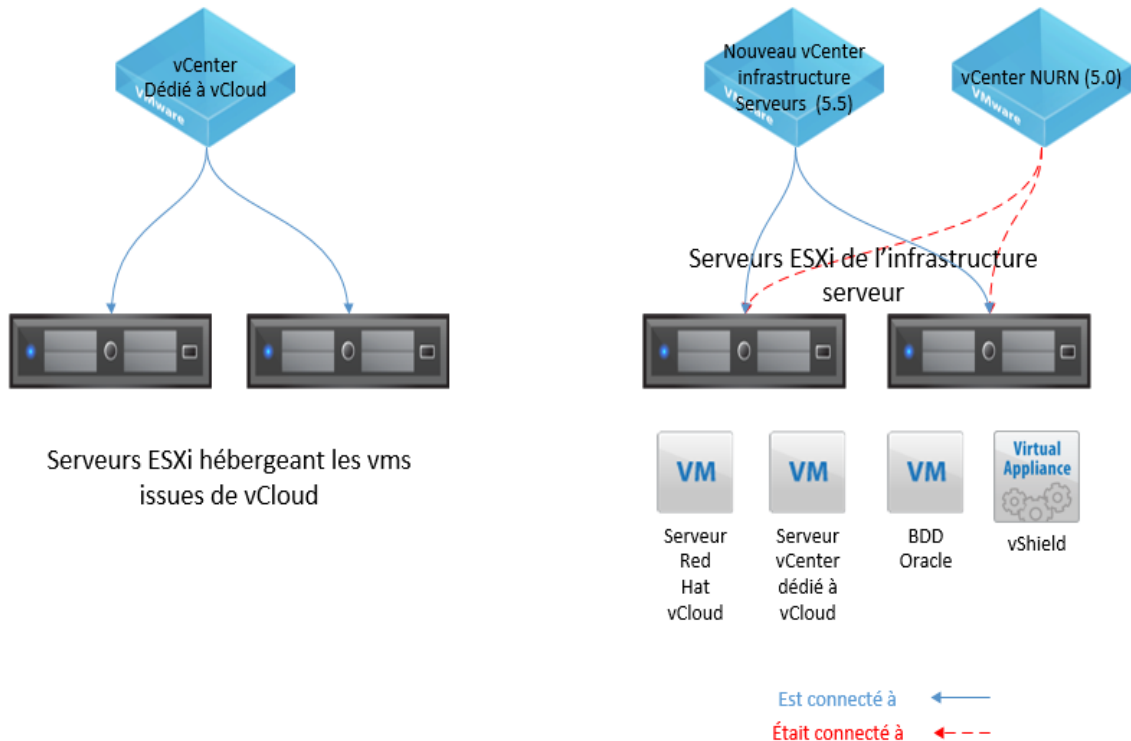 vCenter
Dédié à vCloud
VMware
Nouveau vCenter
infrastructure
Serveurs (5.5)
VMware
vCenter NURN (5.0)
VMware
Serveurs ESXi de l'infrastructure
serveur
Serveurs ESXi hébergeant les vms
issues de vCloud
VM
VM
VM
Virtual
Appliance
Serveur
Red
Hat
vCloud
Serveur
vCenter
dédié à
vCloud
BDD
Oracle
vShield
Est connecté à
Était connecté à